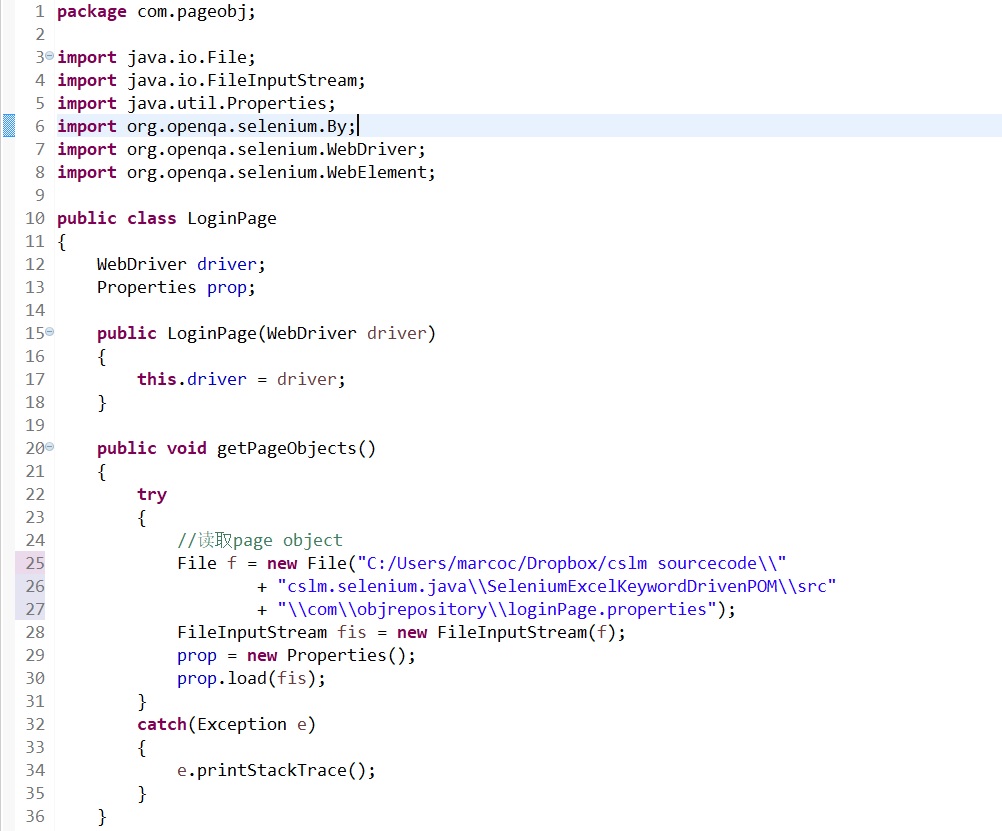 1 package com.pageobj;
2
3 import java.io.File;
4 import java.io.FileInputStream;
5 import java.util.Properties;
6 import org.openqa.selenium.By;
7 import org.openqa.selenium.WebDriver;
8 import org.openqa.selenium.WebElement;
9
10 public class LoginPage
11 {
12     WebDriver driver;
13     Properties prop;
14
15     public LoginPage(WebDriver driver)
16     {
17         this.driver = driver;
18     }
19
20     public void getPageObjects()
21     {
22         try
23         {
24             //读取page object
25             File f = new File("C:/Users/marcoc/Dropbox/cslm sourcecode\\"
26                     + "cslm.selenium.java\\SeleniumExcelKeywordDrivenPOM\\src"
27                     + "\\com\\objrepository\\loginPage.properties");
28             FileInputStream fis = new FileInputStream(f);
29             prop = new Properties();
30             prop.load(fis);
31         }
32         catch(Exception e)
33         {
34             e.printStackTrace();
35         }
36     }